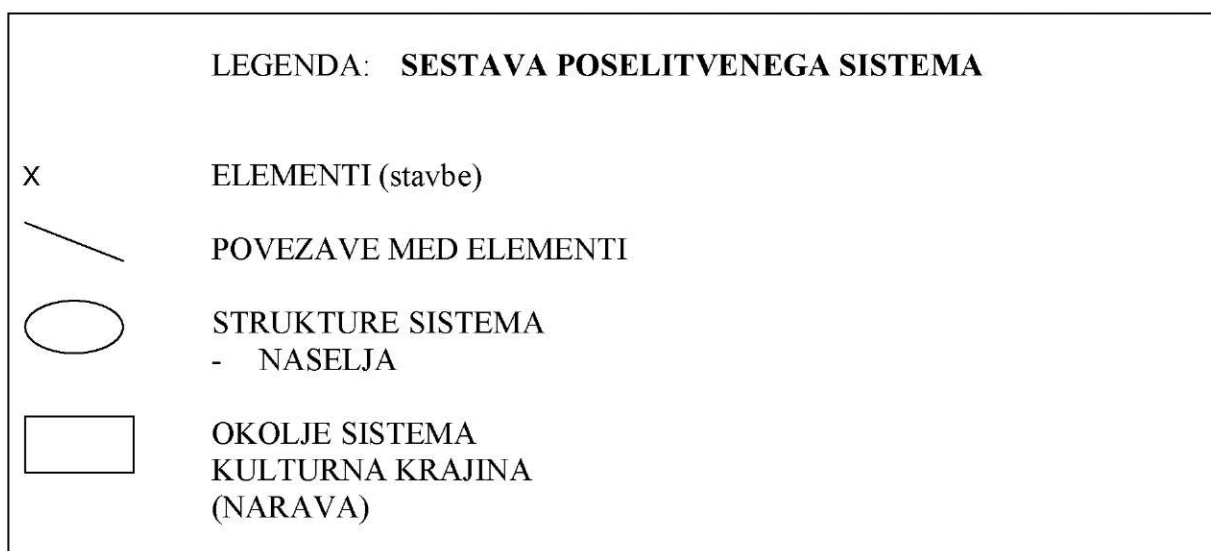 LEGENDA: SESTAVA POSELITVENEGA SISTEMA
x ELEMENTI (stavbe)
POVEZAVE MED ELEMENTI
STRUKTURE SISTEMA
- NASELJA
OKOLJE SISTEMA
KULTURNA KRAJINA
(NARAVA)